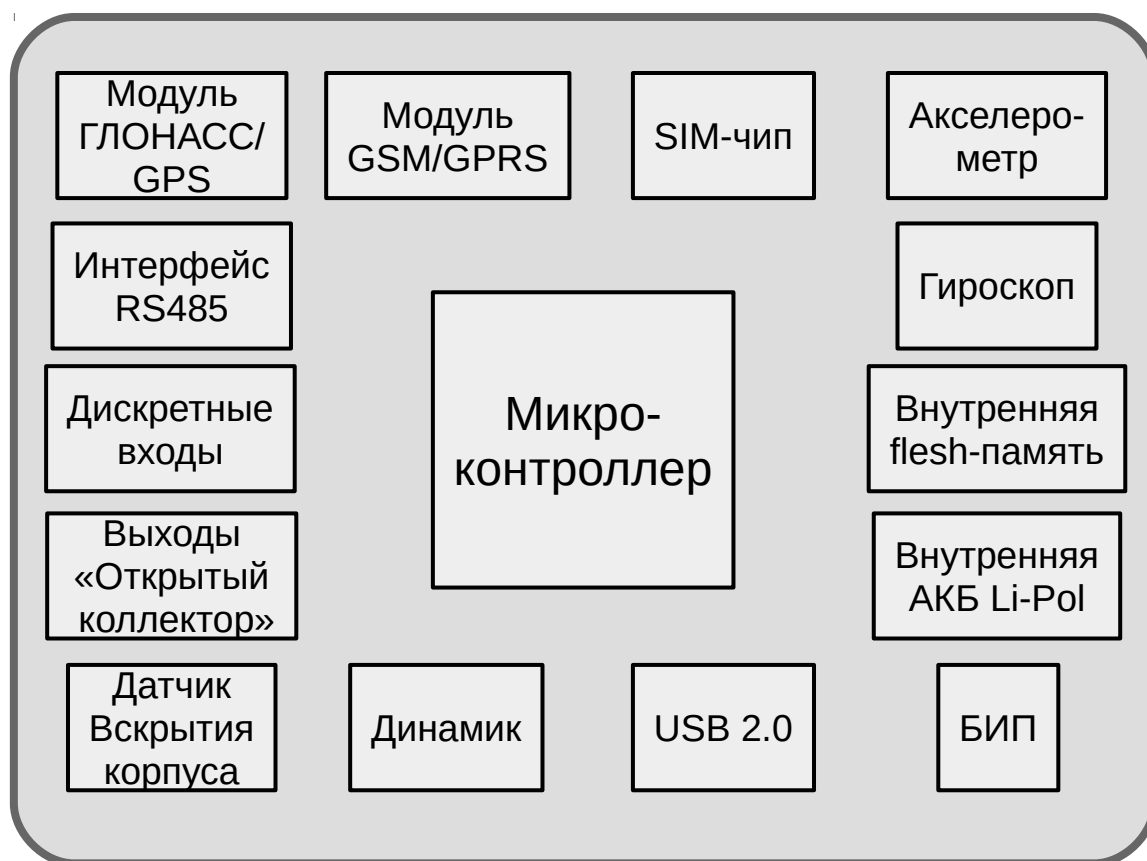 Модуль
ГЛОНАСС/
GPS
Модуль
GSM/GPRS
SIM-чип
Акселеро-
метр
Интерфейс
RS485
Гироскоп
Микро-
контроллер
Дискретные
входы
Внутренняя
flesh-память
Выходы
«Открытый
коллектор»
Внутренняя
АКБ Li-Pol
Датчик
Вскрытия
корпуса
Динамик
USB 2.0
БИП